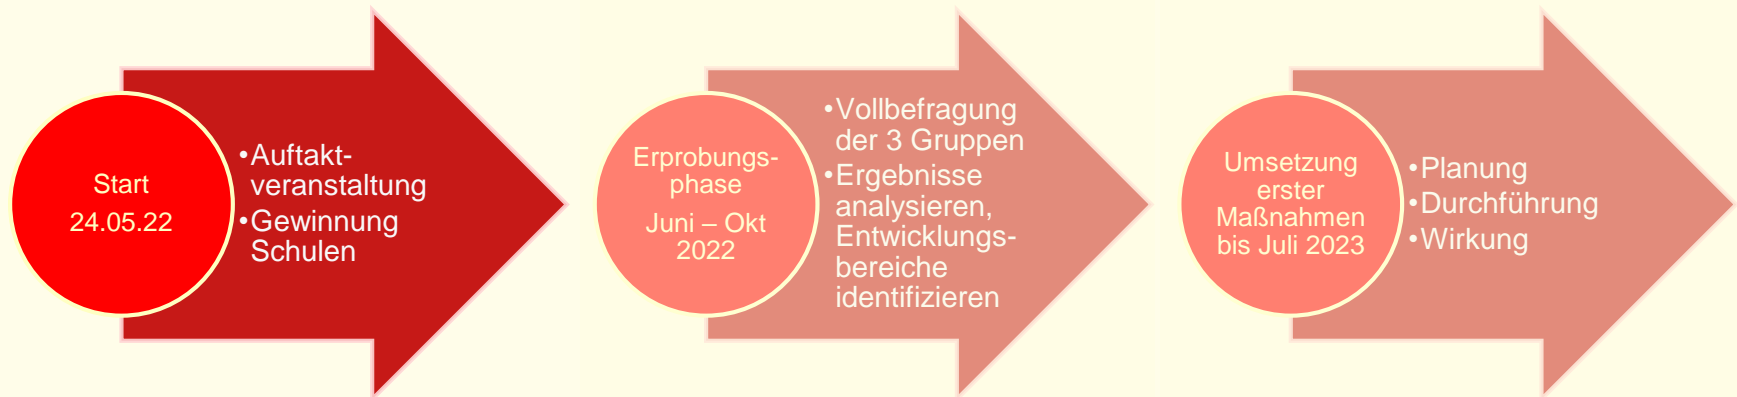 Start
24.05.22
•Auftakt-
veranstaltung
•Gewinnung
Schulen
Erprobungs-
phase
Juni – Okt
2022
•Vollbefragung
der 3 Gruppen
•Ergebnisse
analysieren,
Entwicklungs-
bereiche
identifizieren
Umsetzung
erster
Maßnahmen
bis Juli 2023
•Planung
•Durchführung
•Wirkung